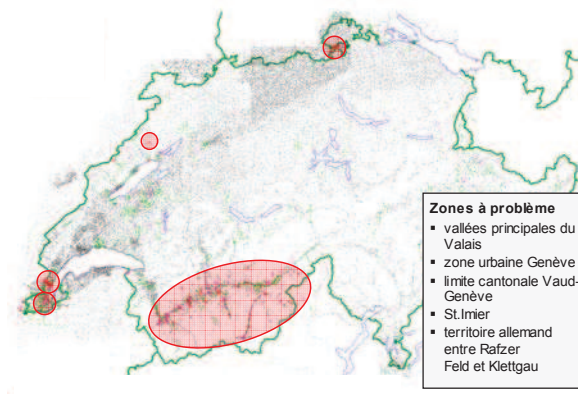 Zones à problème
▪ vallées principales du
Valais
▪ zone urbaine Genève
▪ limite cantonale Vaud-
Genève
▪ St.Imier
▪ territoire allemand
entre Rafzer
Feld et Klettgau